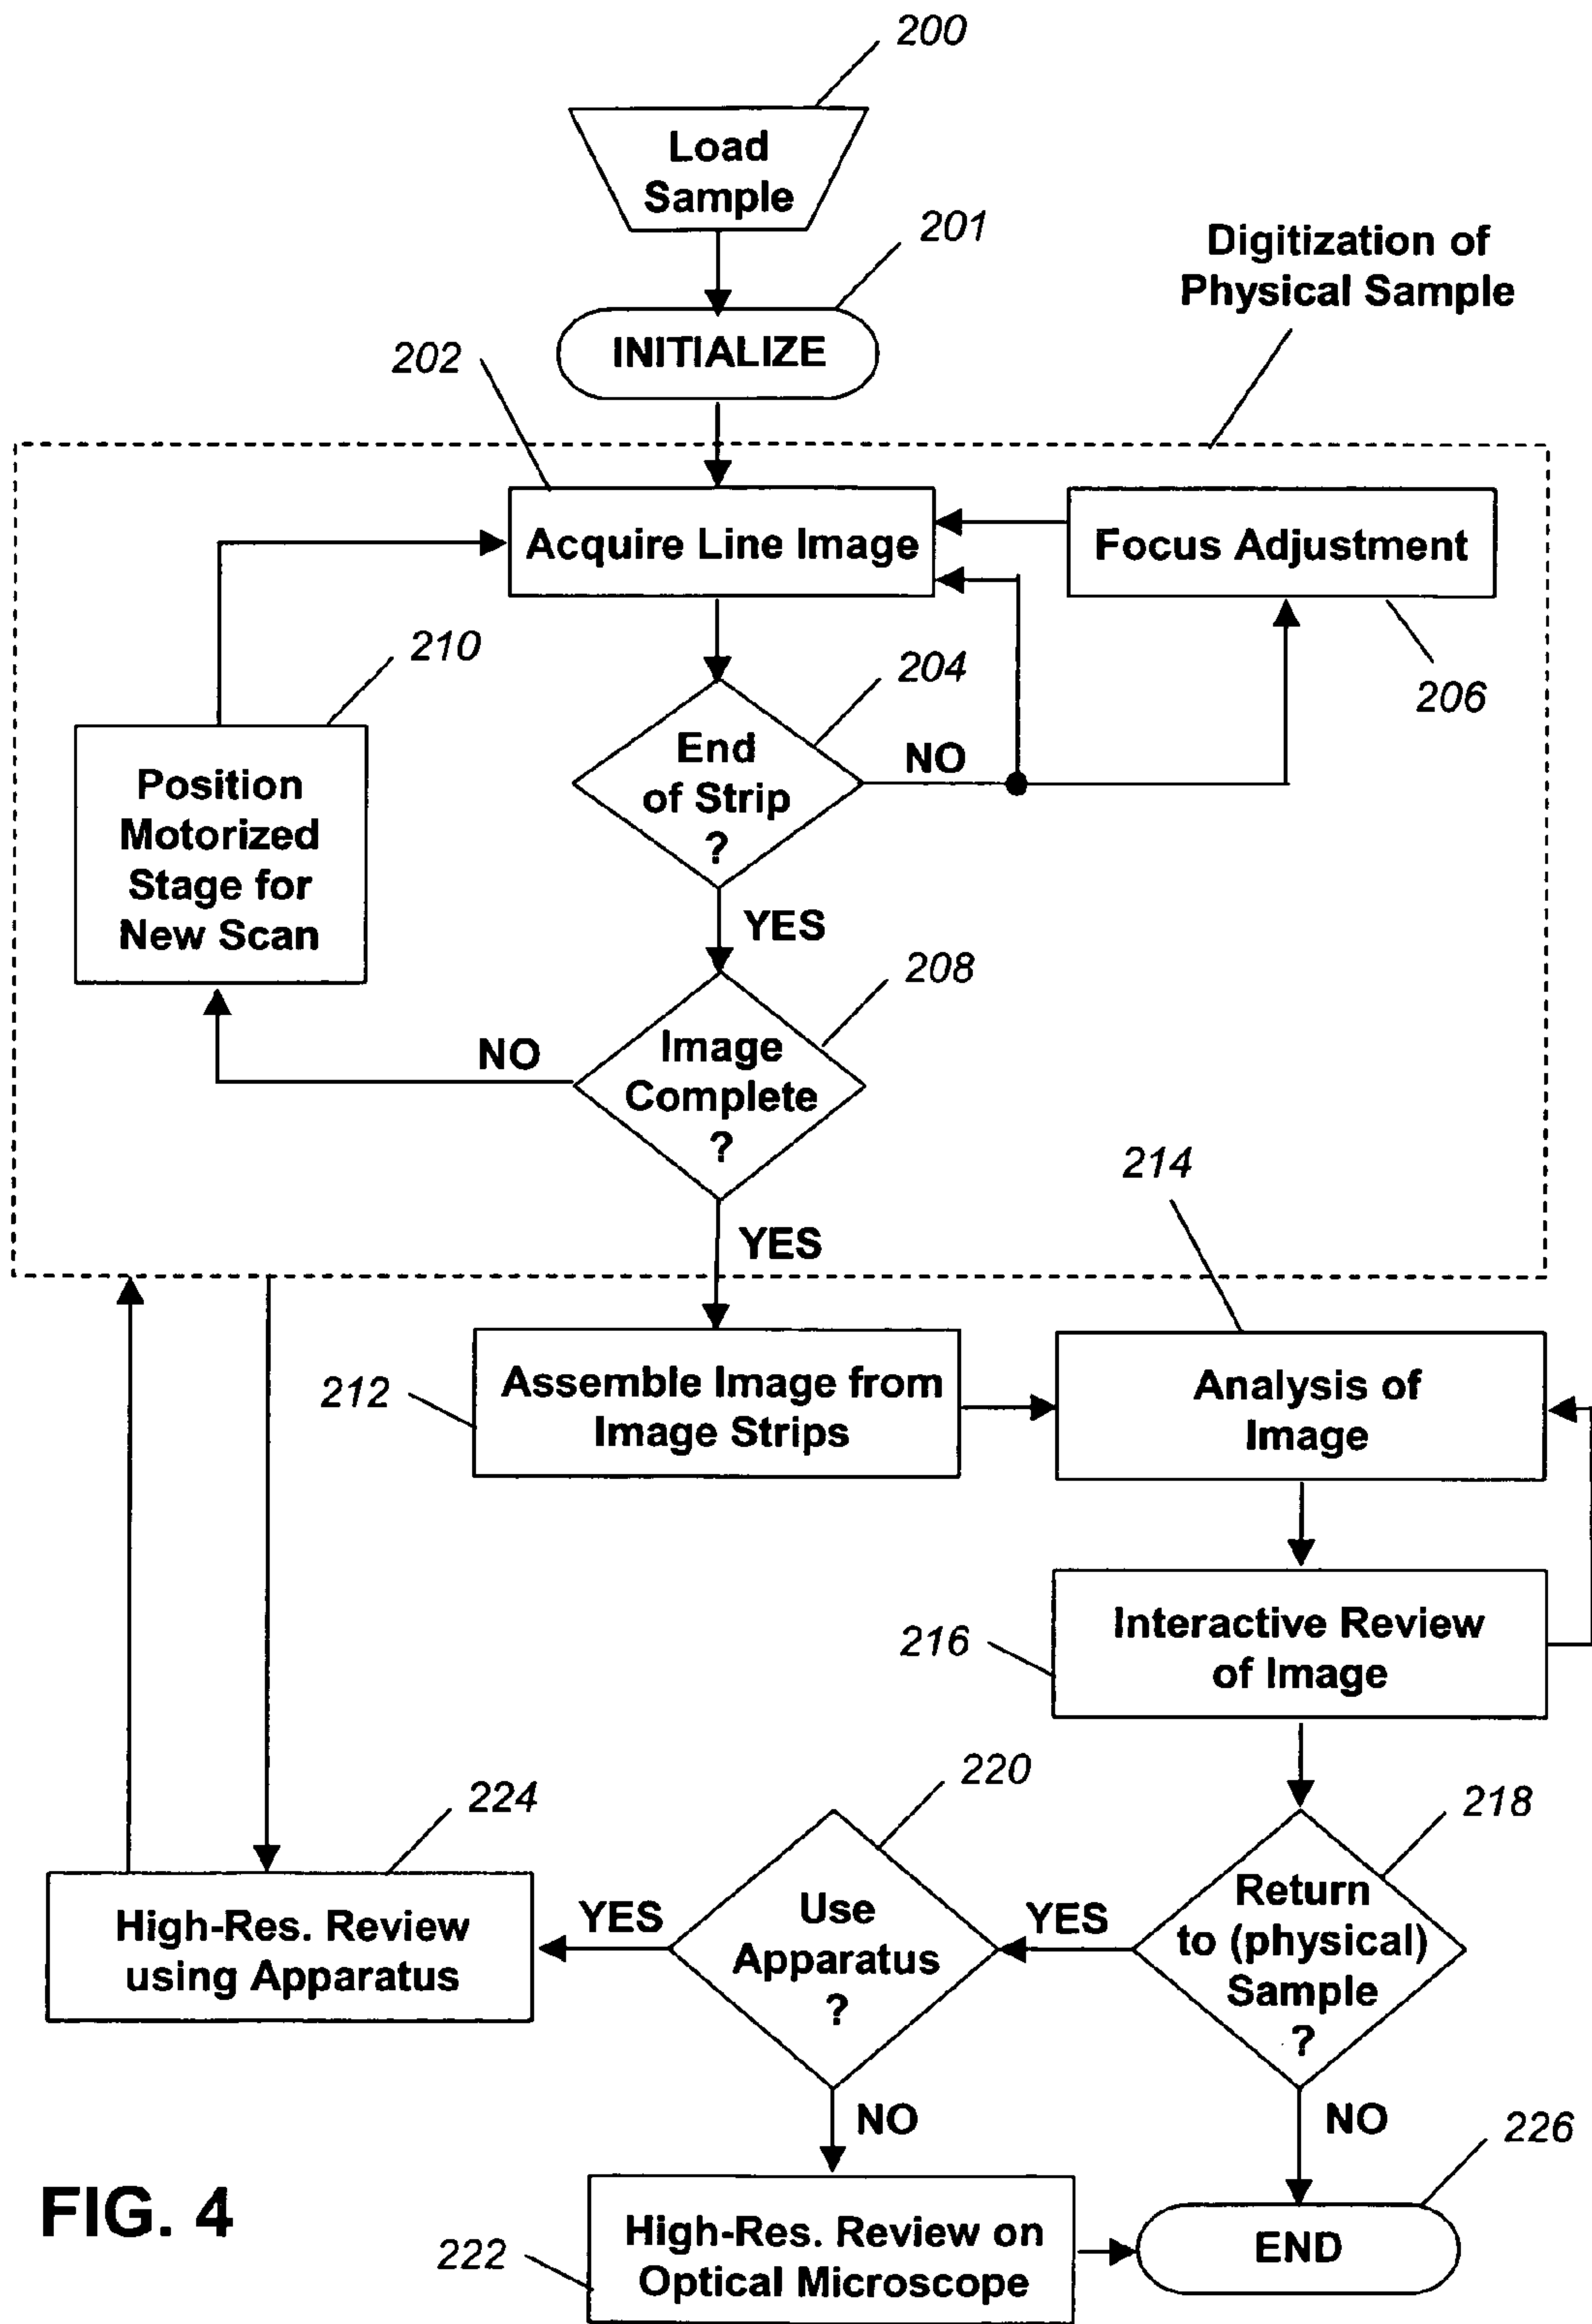 200
Load
Sample
201
INITIALIZE
Digitization of
Physical Sample
202
Acquire Line Image
Focus Adjustment
206
210
Position
Motorized
Stage for
New Scan
204
End
of Strip
?
NO
YES
208
Image
Complete
?
NO
YES
214
212
Assemble Image from
Image Strips
Analysis of
Image
216
Interactive Review
of Image
224
High-Res. Review
using Apparatus
YES
220
Use
Apparatus
?
YES
218
Return
to (physical)
Sample
?
NO
NO
226
FIG. 4
222
High-Res. Review on
Optical Microscope
END